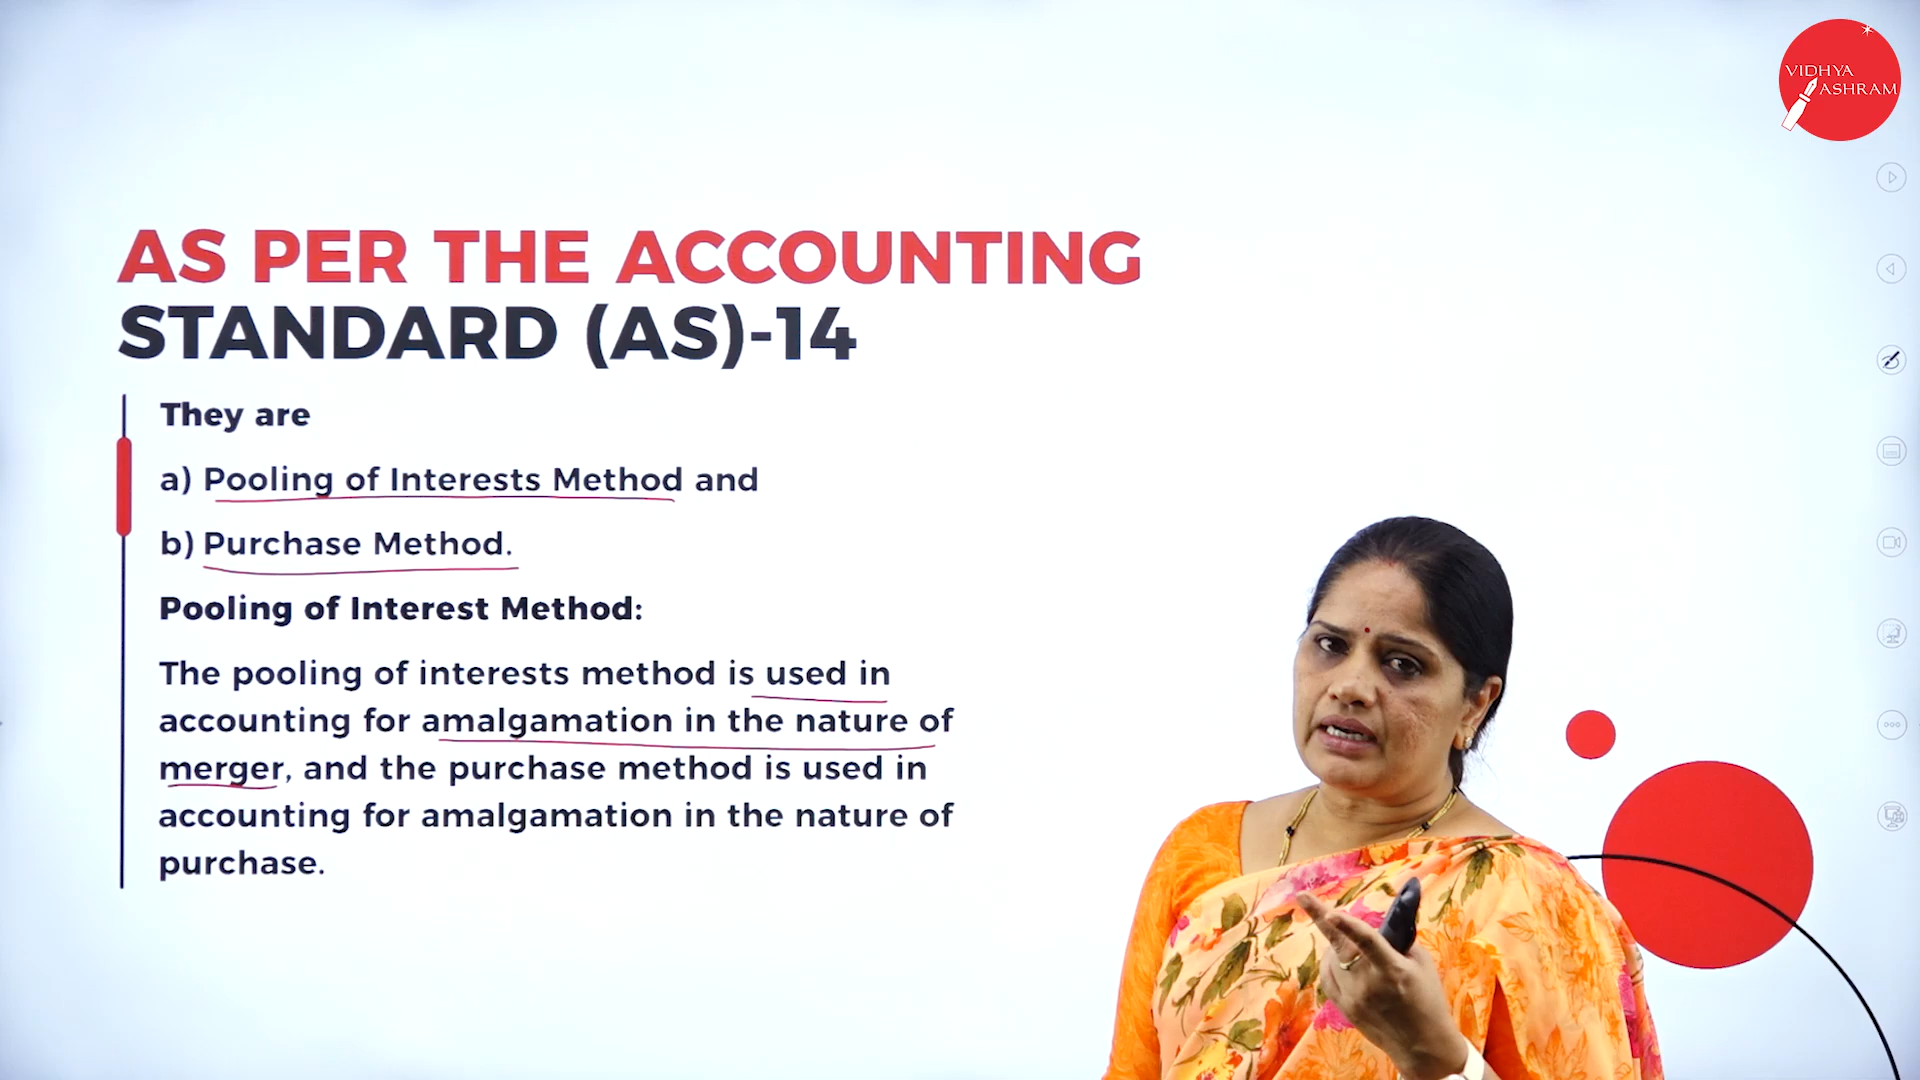 VIDHYA
ASHRAM
AS PER THE ACCOUNTING
STANDARD (AS)-14
They are
a) Pooling of Interests Method and
b) Purchase Method.
Pooling of Interest Method:
The pooling of interests method is used in
accounting for amalgamation in the nature of
merger, and the purchase method is used in
accounting for amalgamation in the nature of
purchase.